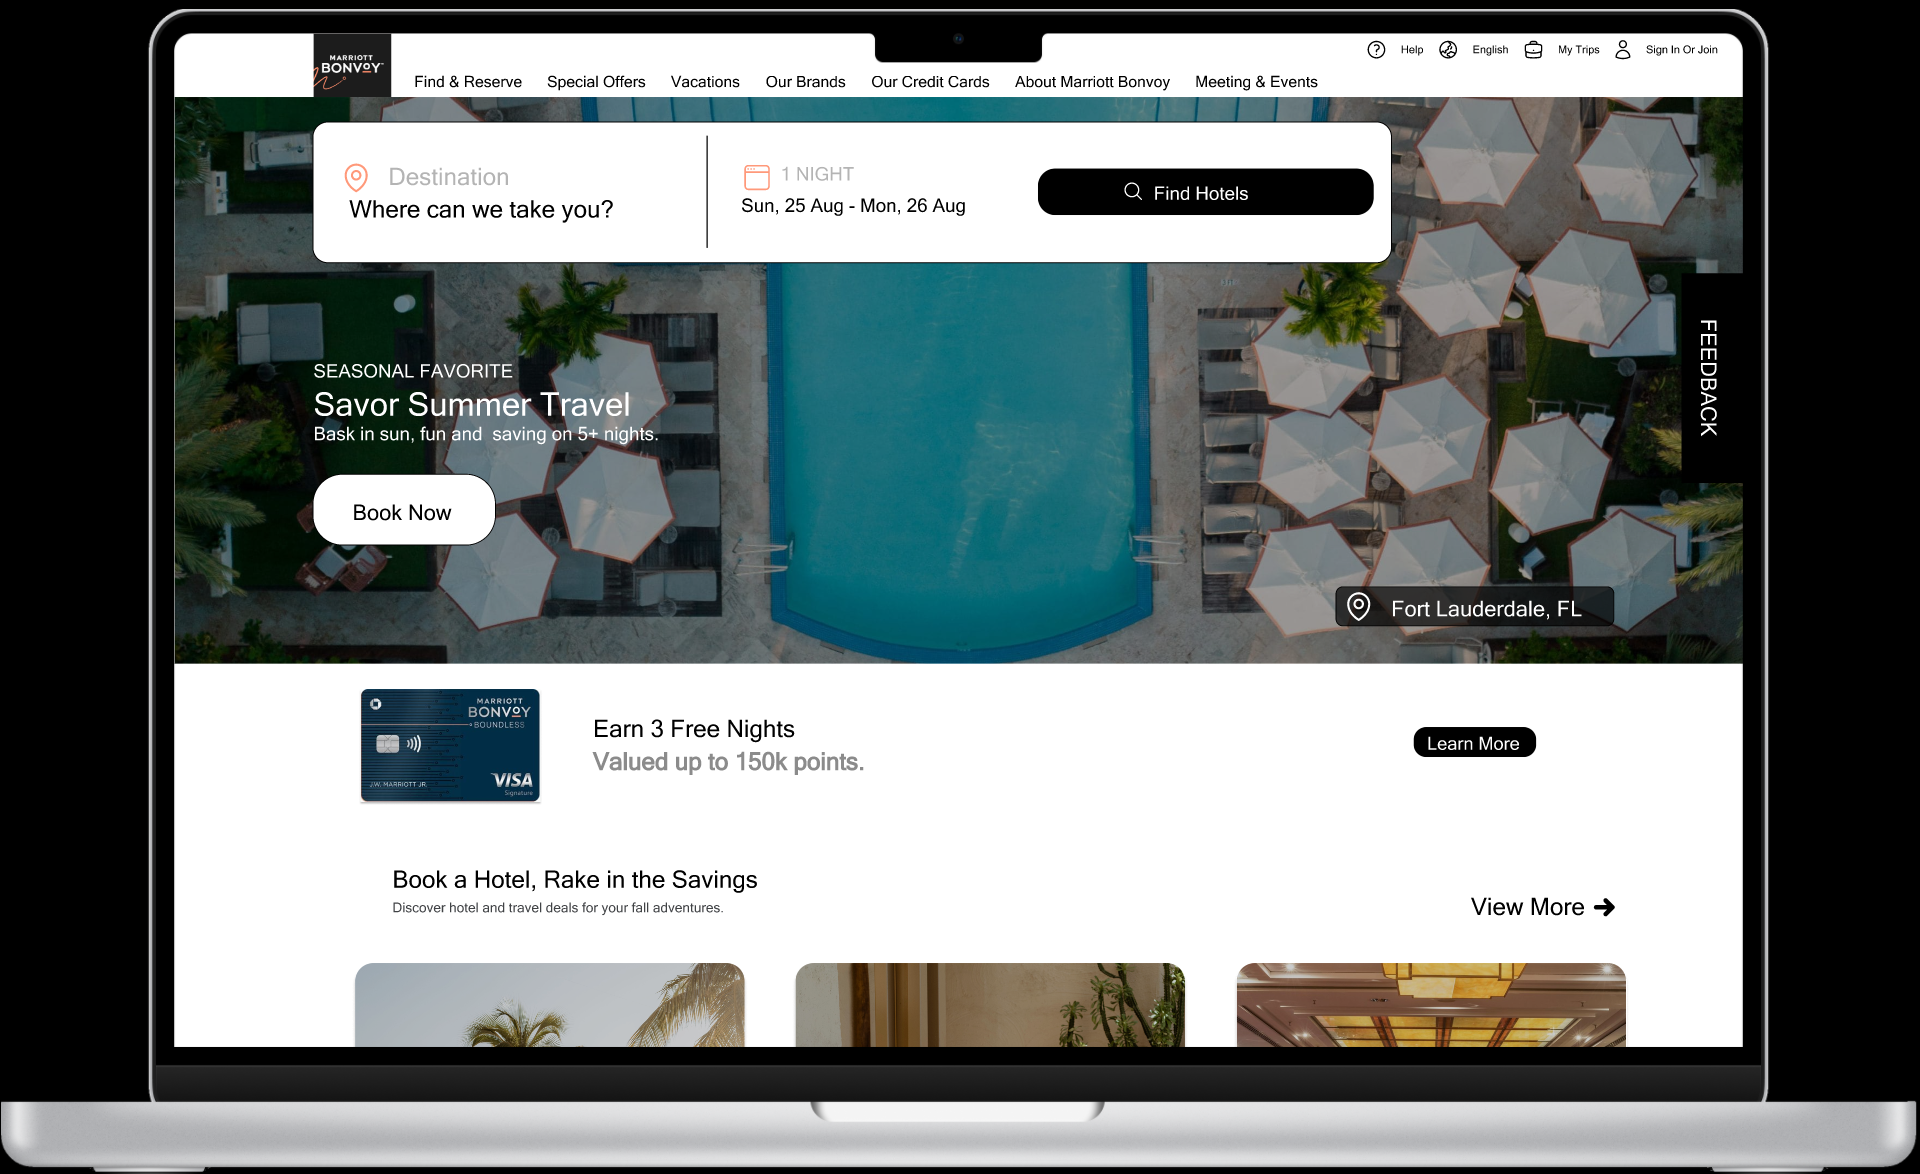 Help
English
My Trips
Sign In Or Join
MARRIOTT
BONVOY
Find & Reserve
Special Offers
Vacations
Our Brands
Our Credit Cards
About Marriott Bonvoy
Meeting & Events
Destination
Where can we take you?
1 NIGHT
Sun, 25 Aug - Mon, 26 Aug
Find Hotels
FEEDBACK
SEASONAL FAVORITE
Savor Summer Travel
Bask in sun, fun and  saving on 5+ nights.
Book Now
Fort Lauderdale, FL
MARRIOTT
BONVOY
BOUNDLESS
J.W. MARRIOTT JR.
VISA
Signature
Earn 3 Free Nights
Valued up to 150k points.
Learn More
Book a Hotel, Rake in the Savings
Discover hotel and travel deals for your fall adventures.
View More